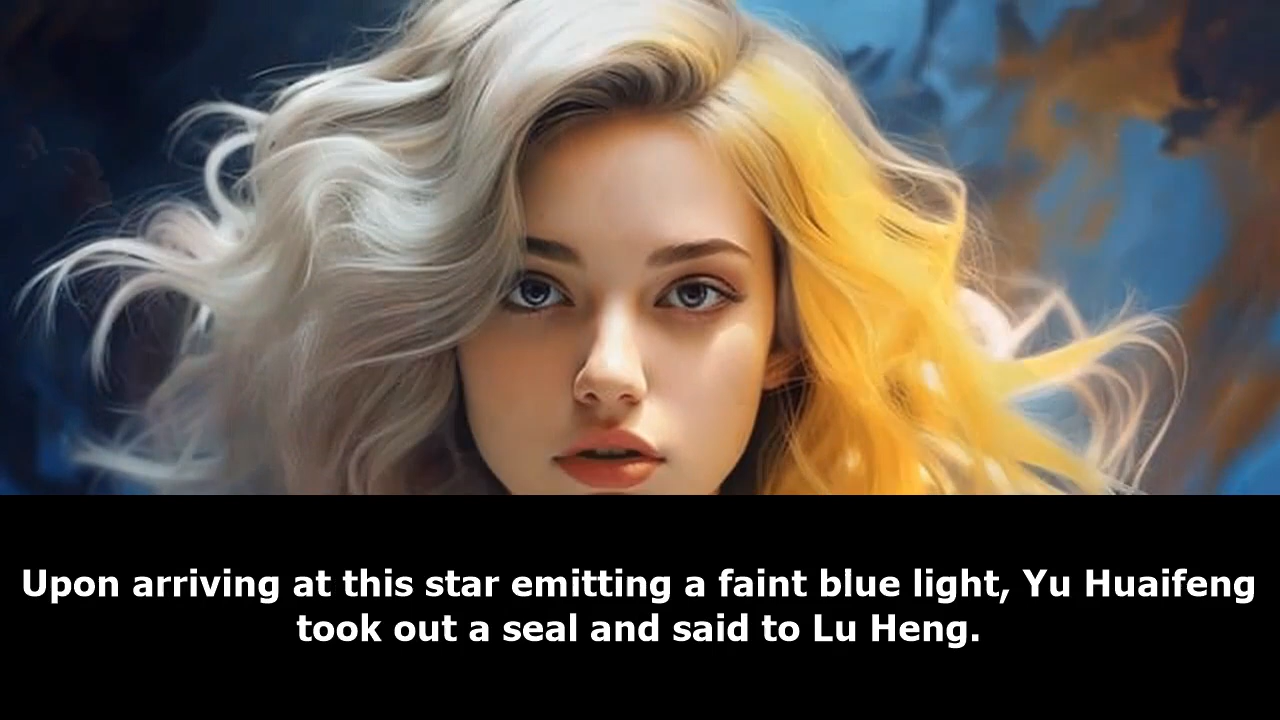 Upon arriving at this star emitting a faint blue light, Yu Huaifeng
took out a seal and said to Lu Heng.